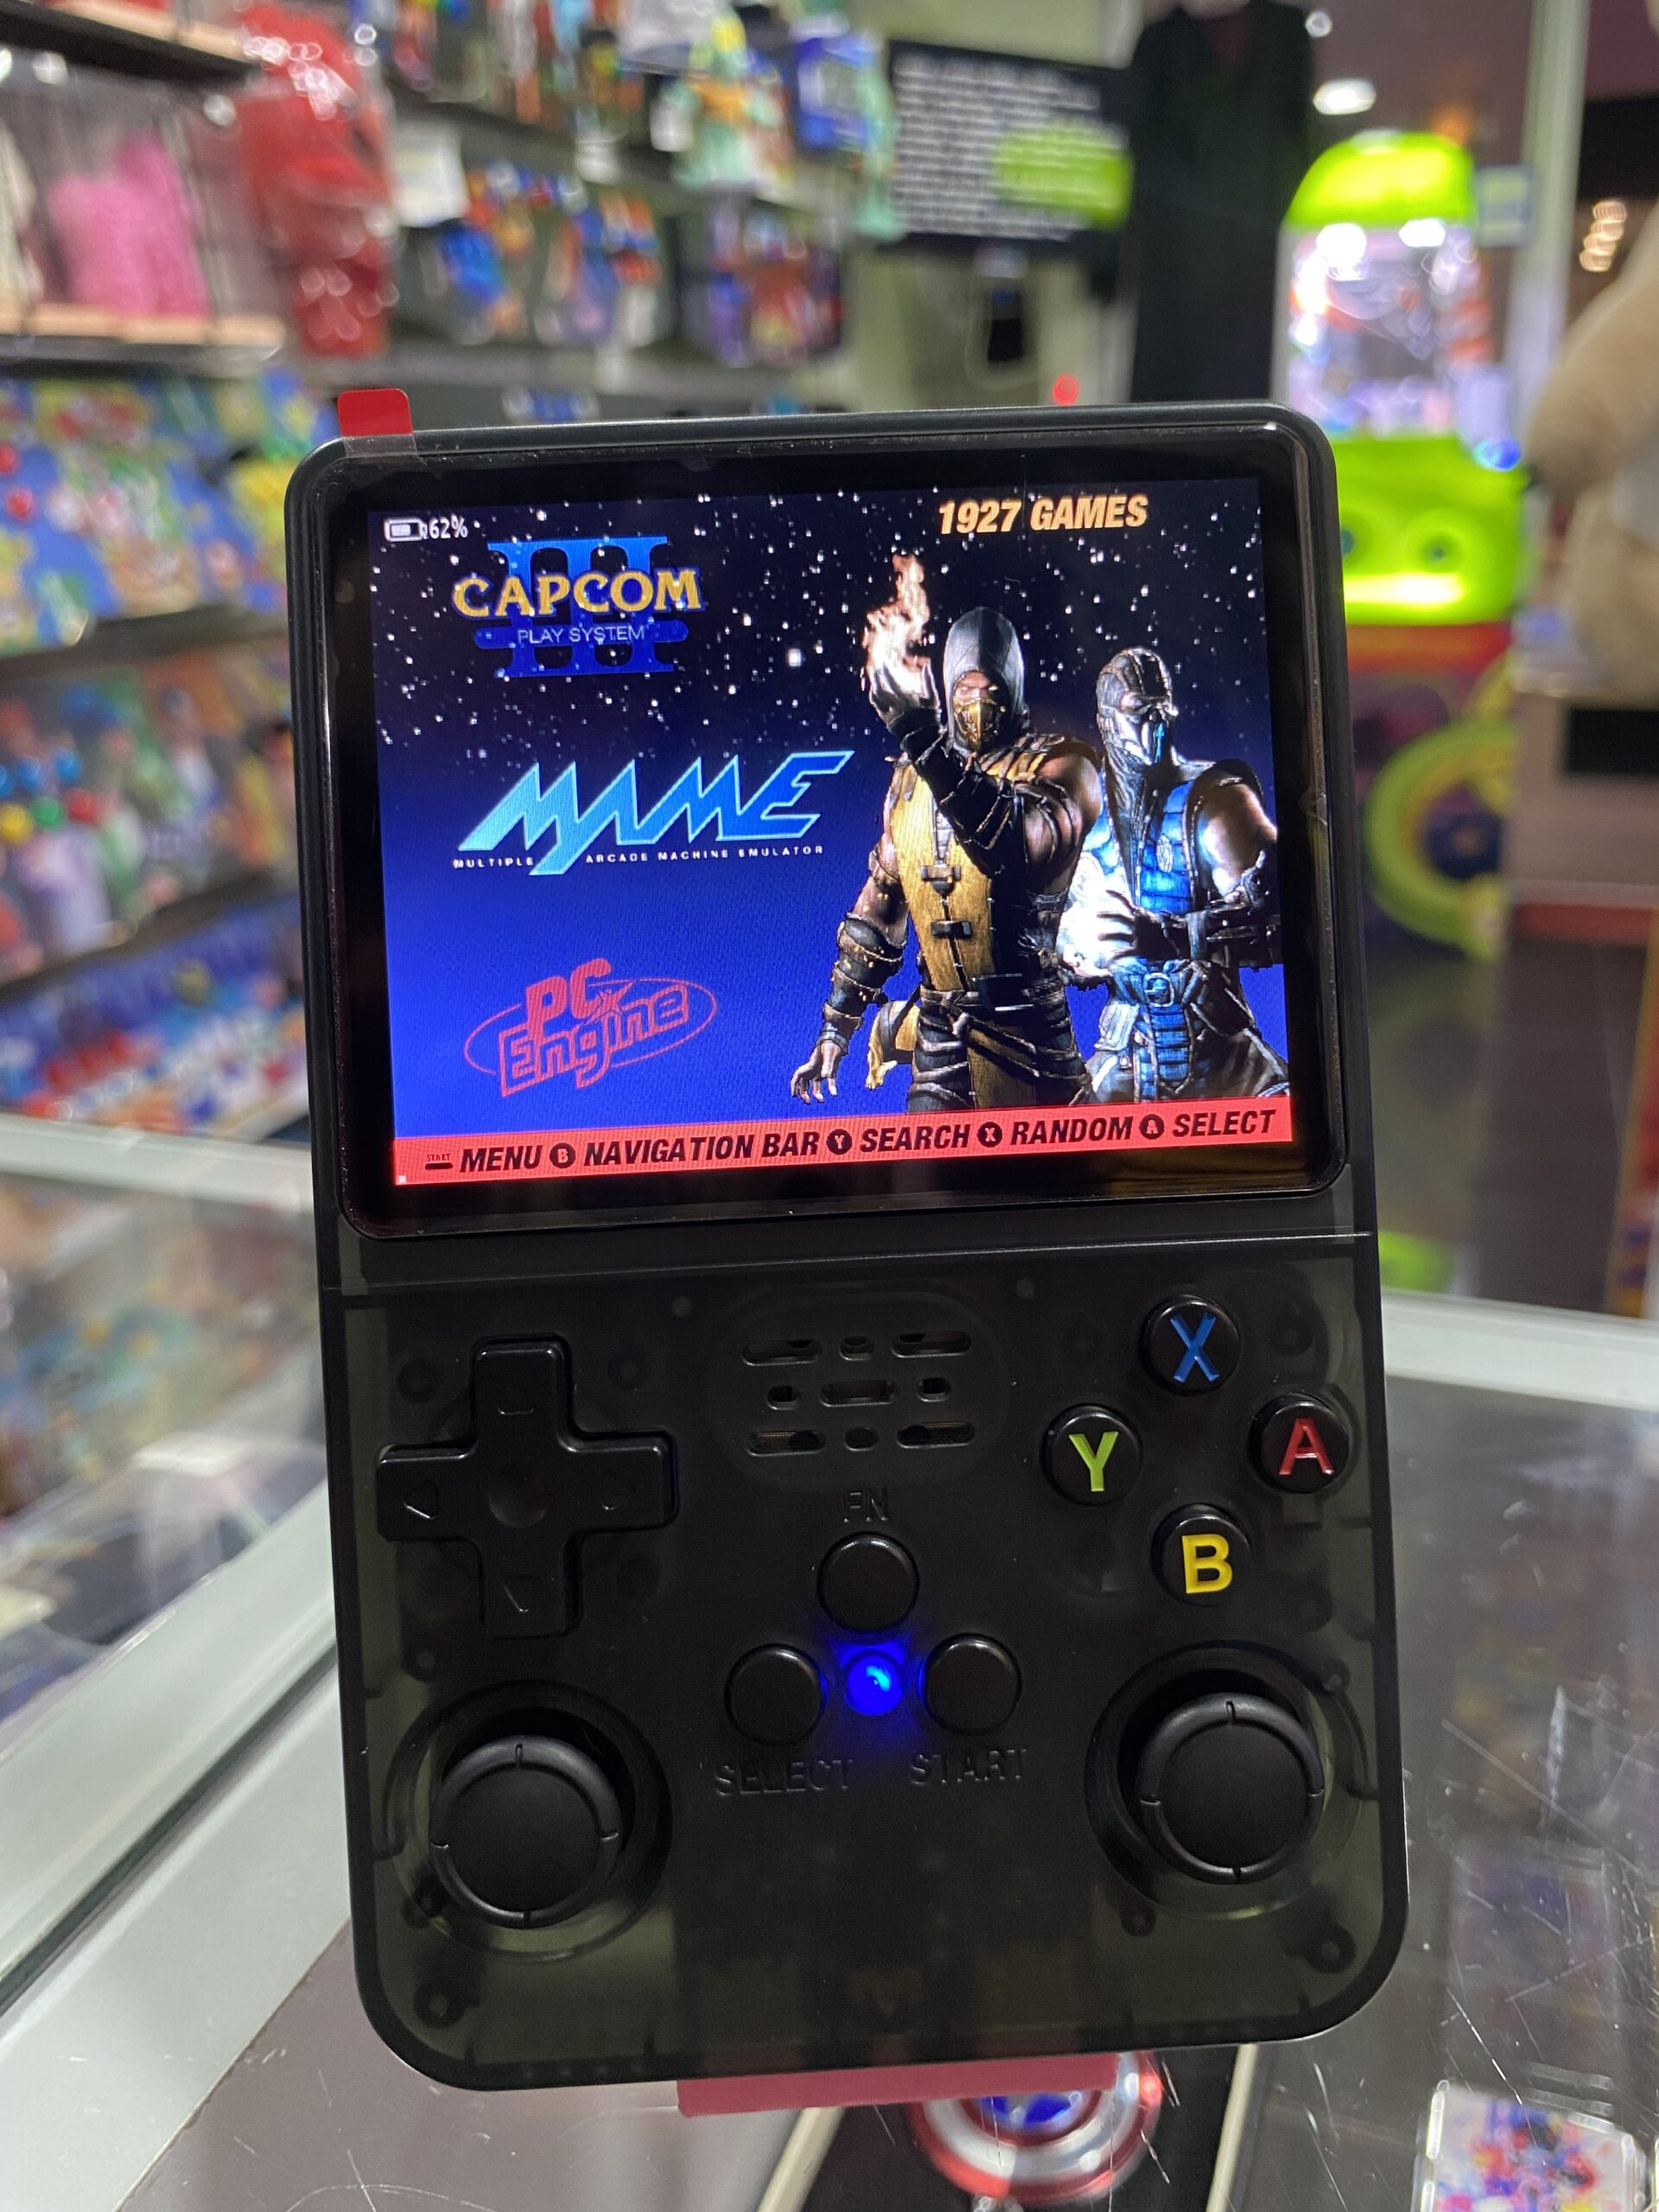 62%
1927 GAMES
III
CAPCOM
PLAY SYSTEM
MAME
MULTIPLE ARCADE MACHINE EMULATOR
PC Engine
START MENU B NAVIGATION BAR Y SEARCH X RANDOM A SELECT
X
Y A
B
FN
SELECT START